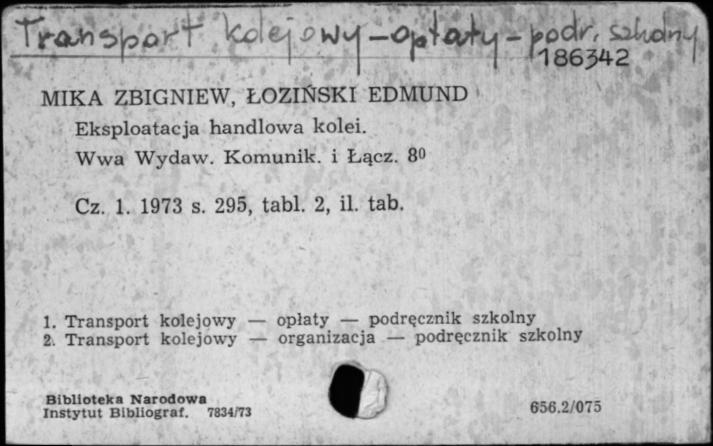 Transport kolejowy - opłaty - podr. szkolny
186342
MIKA ZBIGNIEW, ŁOZIŃSKI EDMUND
Eksploatacja handlowa kolei.
Wwa Wydaw. Komunik. i Łącz. 8⁰
Cz. 1. 1973 s. 295, tabl. 2, il. tab.
1. Transport kolejowy — opłaty — podręcznik szkolny
2. Transport kolejowy — organizacja — podręcznik szkolny
Biblioteka Narodowa
Instytut Bibliograf. 7834/73
656.2/075